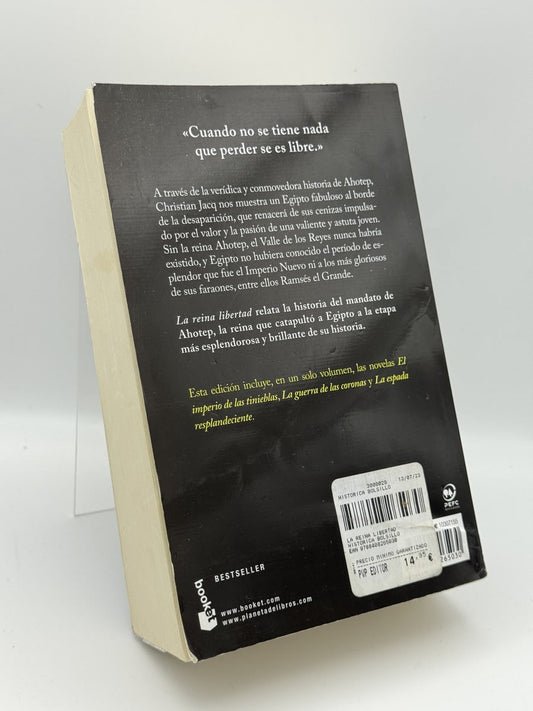 «Cuando no se tiene nada
que perder se es libre.»
A través de la verídica y conmovedora historia de Ahotep,
Christian Jacq nos muestra un Egipto fabuloso al borde
de la desaparición, que renacerá de sus cenizas impulsa-
do por el valor y la pasión de una valiente y astuta joven.
Sin la reina Ahotep, el Valle de los Reyes nunca habría
existido, y Egipto no hubiera conocido el periodo de es-
plendor que fue el Imperio Nuevo ni a los más gloriosos
de sus faraones, entre ellos Ramsés el Grande.
La reina libertad relata la historia del mandato de
Ahotep, la reina que catapultó a Egipto a la etapa
más esplendorosa y brillante de su historia.
Esta edición incluye, en un solo volumen, las novelas El
imperio de las tinieblas, La guerra de las coronas y La espada
resplandeciente.
HISTORICA BOLSILLO
LA REINA LIBERTAD
HISTORICA BOLSILLO
PRECIO MINIMO GARANTIZADO
PVP EDITOR 14.95 €
PEFC
booket
BESTSELLER
www.booket.com
www.planetadelibros.com